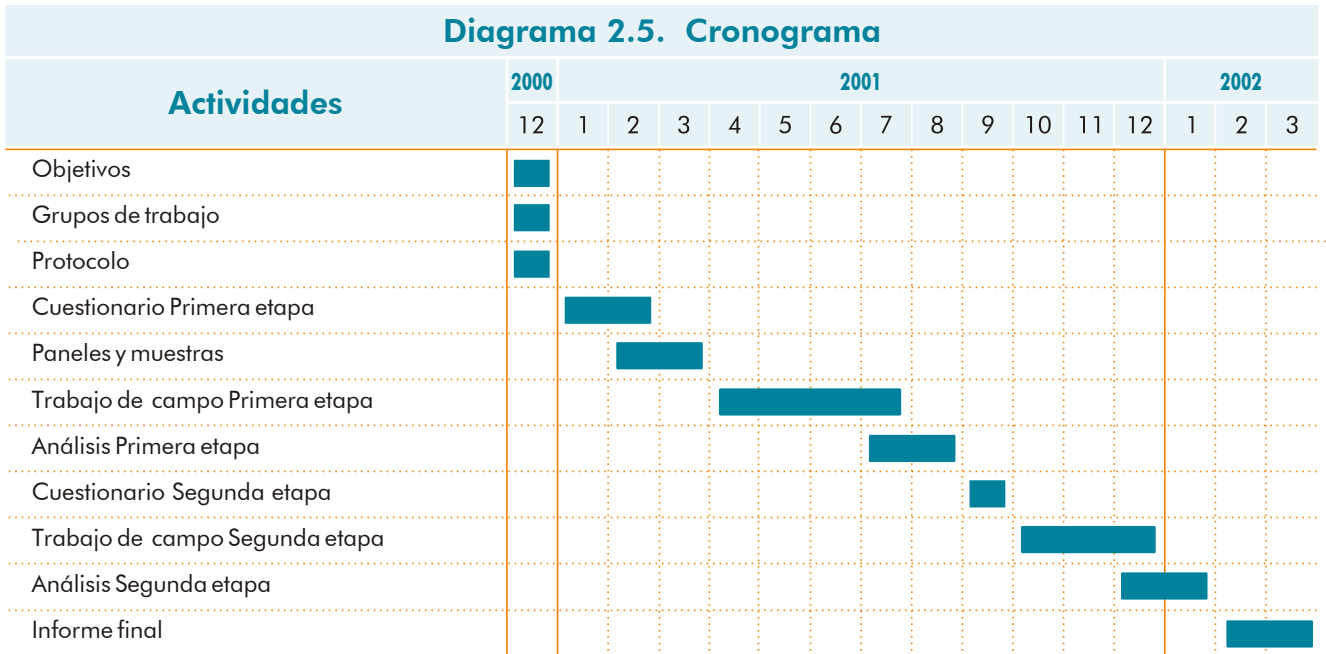 Diagrama 2.5. Cronograma
Actividades
2000 2001 2002
12 1 2 3 4 5 6 7 8 9 10 11 12 1 2 3
Objetivos
Grupos de trabajo
Protocolo
Cuestionario Primera etapa
Paneles y muestras
Trabajo de campo Primera etapa
Análisis Primera etapa
Cuestionario Segunda etapa
Trabajo de campo Segunda etapa
Análisis Segunda etapa
Informe final